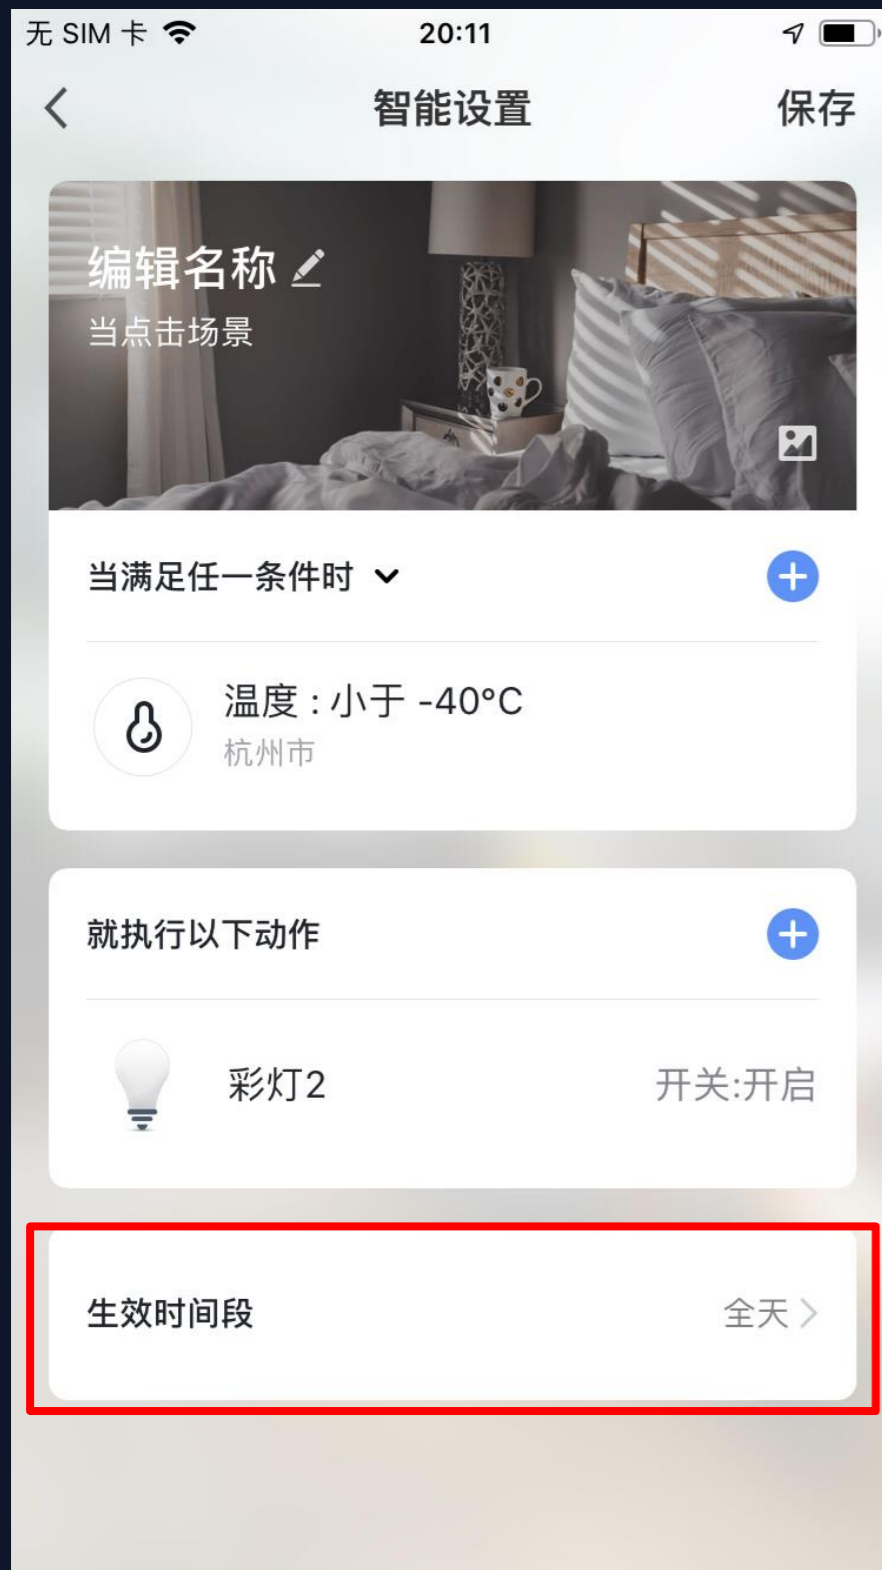 无 SIM 卡 20:11
智能设置 保存
编辑名称
当点击场景
当满足任一条件时
温度 : 小于 -40°C
杭州市
就执行以下动作
彩灯2 开关:开启
生效时间段 全天